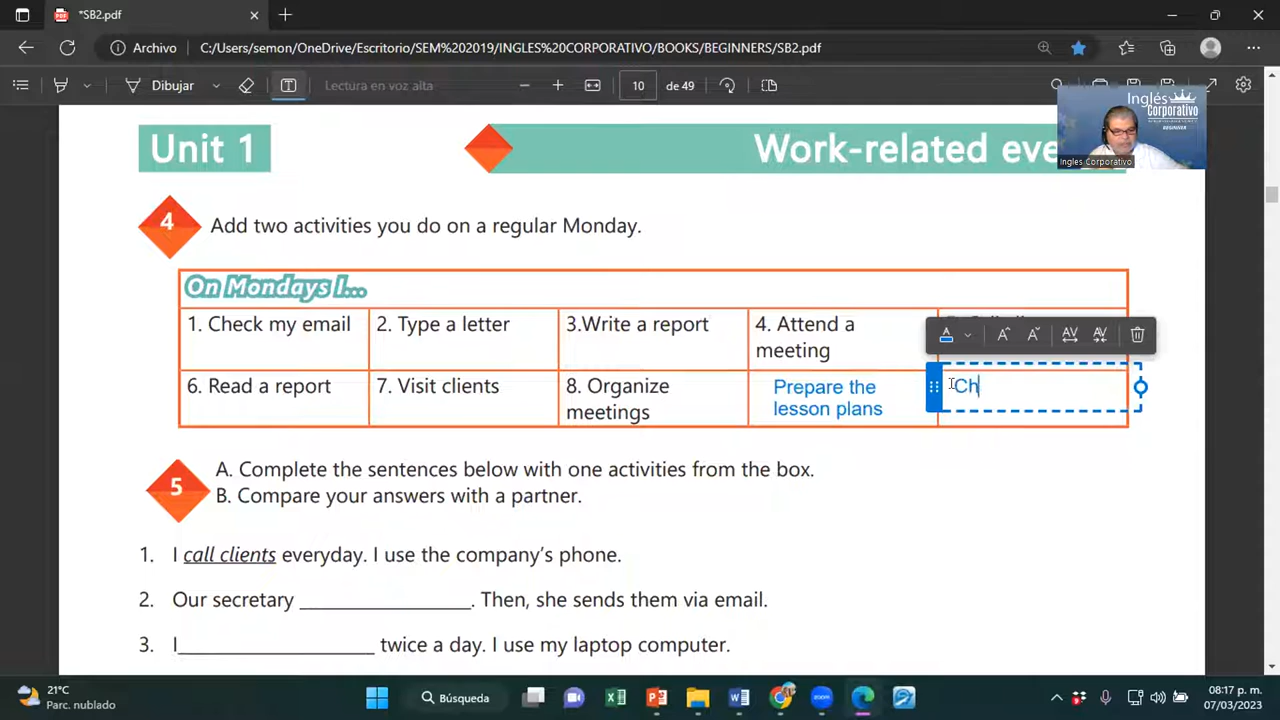 *SB2.pdf
Archivo
C:/Users/semon/OneDrive/Escritorio/SEM%202019/INGLES%20CORPORATIVO/BOOKS/BEGINNERS/SB2.pdf
Dibujar
Lectura en voz alta
10
de 49
Unit 1
Work-related eve
Inglés
Corporativo
BEGINNER
Ingles Corporativo
4
Add two activities you do on a regular Monday.
On Mondays I...
1. Check my email
2. Type a letter
3.Write a report
4. Attend a
meeting
6. Read a report
7. Visit clients
8. Organize
meetings
Prepare the
lesson plans
Ch
5
A. Complete the sentences below with one activities from the box.
B. Compare your answers with a partner.
1. I call clients everyday. I use the company's phone.
2. Our secretary _________________. Then, she sends them via email.
3. I____________________ twice a day. I use my laptop computer.
21°C
Parc. nublado
Búsqueda
08:17 p. m.
07/03/2023